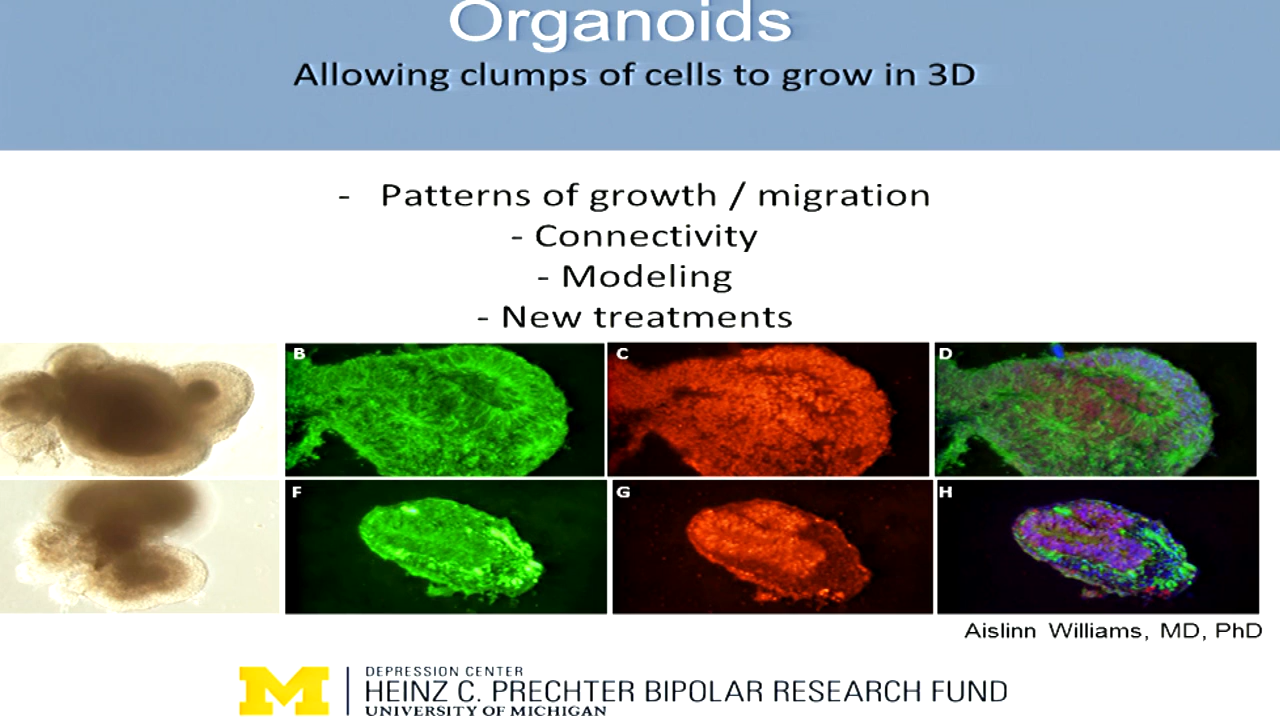 Organoids
Allowing clumps of cells to grow in 3D
- Patterns of growth / migration
- Connectivity
- Modeling
- New treatments
B
C
D
F
G
H
Aislinn Williams, MD, PhD
M
DEPRESSION CENTER
HEINZ C. PRECHTER BIPOLAR RESEARCH FUND
UNIVERSITY OF MICHIGAN